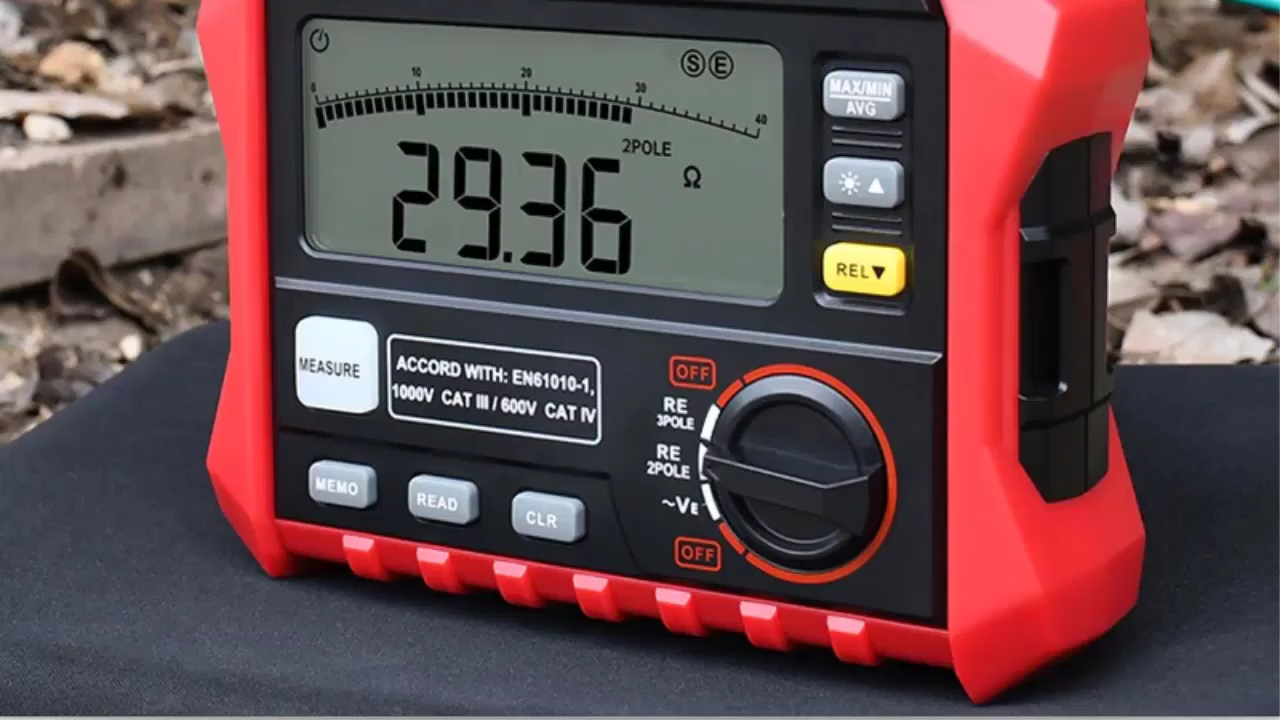 S E
0 10 20 30 40
2POLE
29.36 Ω
MAX/MIN
AVG
▲
REL▼
MEASURE
ACCORD WITH: EN61010-1,
1000V CAT III / 600V CAT IV
OFF
RE
3POLE
RE
2POLE
~VE
OFF
MEMO
READ
CLR